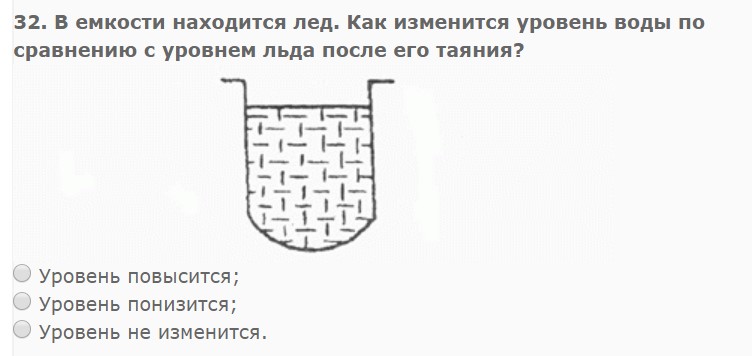 32. В емкости находится лед. Как изменится уровень воды по
сравнению с уровнем льда после его таяния?
Уровень повысится;
Уровень понизится;
Уровень не изменится.